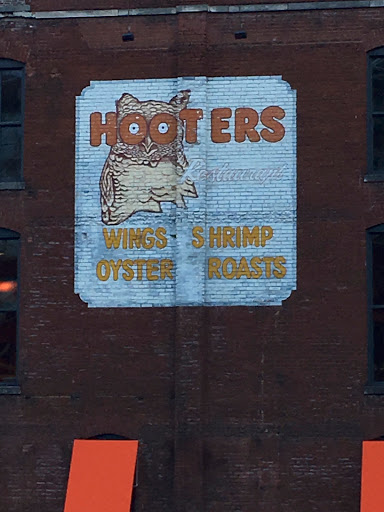 HOOTERS
Restaurant
WINGS SHRIMP
OYSTER ROASTS